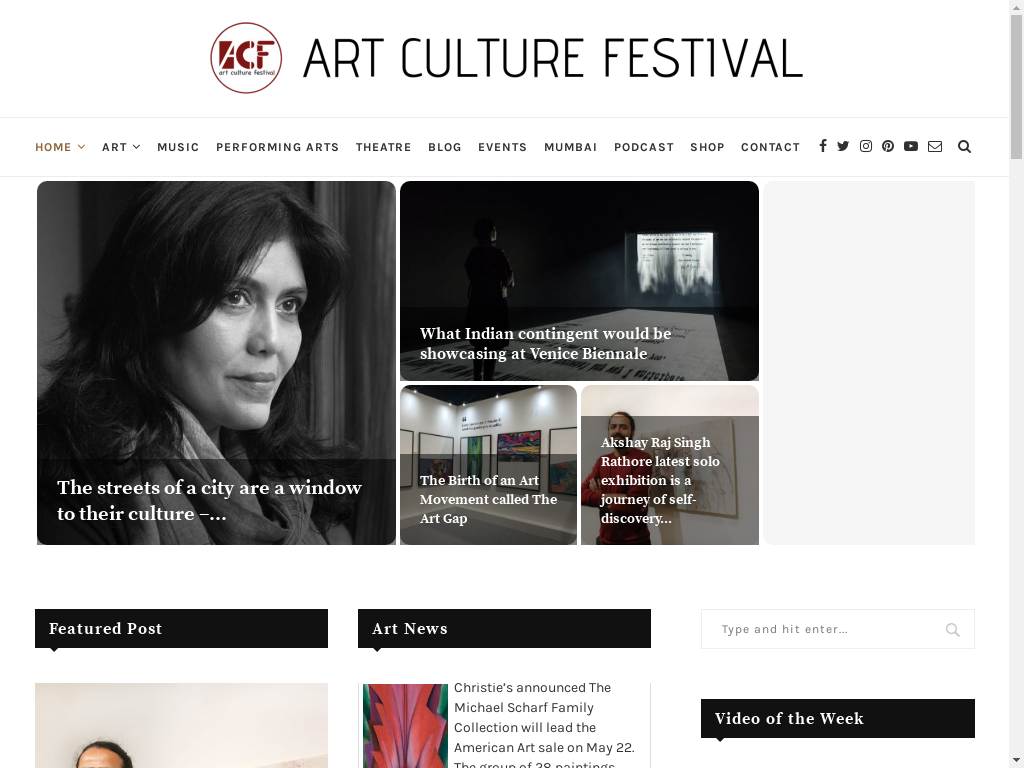 ACF
art culture festival
ART CULTURE FESTIVAL
HOME ART MUSIC PERFORMING ARTS THEATRE BLOG EVENTS MUMBAI PODCAST SHOP CONTACT
The streets of a city are a window
to their culture –...
What Indian contingent would be
showcasing at Venice Biennale
The Birth of an Art
Movement called The
Art Gap
Akshay Raj Singh
Rathore latest solo
exhibition is a
journey of self-
discovery...
Featured Post
Art News
Christie’s announced The
Michael Scharf Family
Collection will lead the
American Art sale on May 22.
The group of 28 paintings
Type and hit enter...
Video of the Week